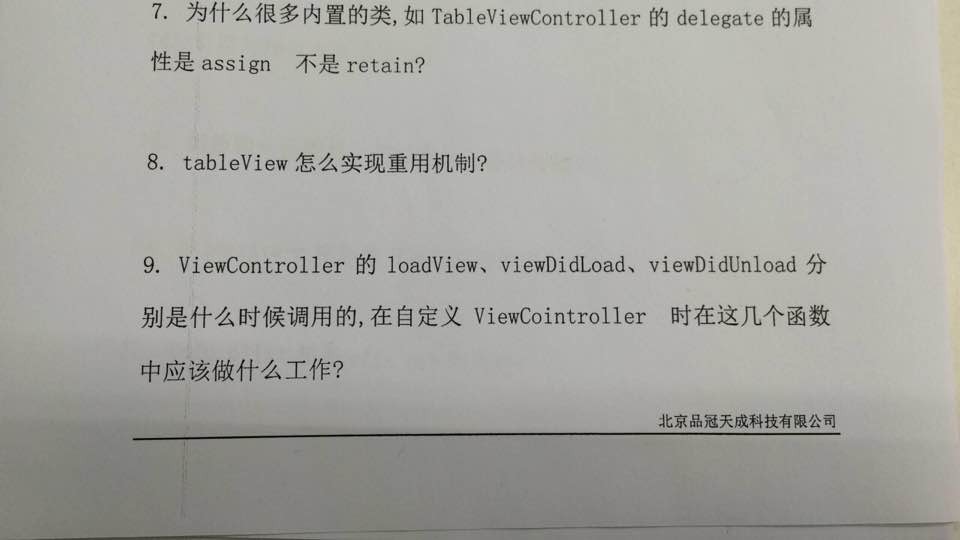 7. 为什么很多内置的类,如 TableViewController 的 delegate 的属
性是 assign 不是 retain?
8. tableView 怎么实现重用机制?
9. ViewController 的 loadView、viewDidLoad、viewDidUnload 分
别是什么时候调用的,在自定义 ViewCointroller 时在这几个函数
中应该做什么工作?
北京品冠天成科技有限公司